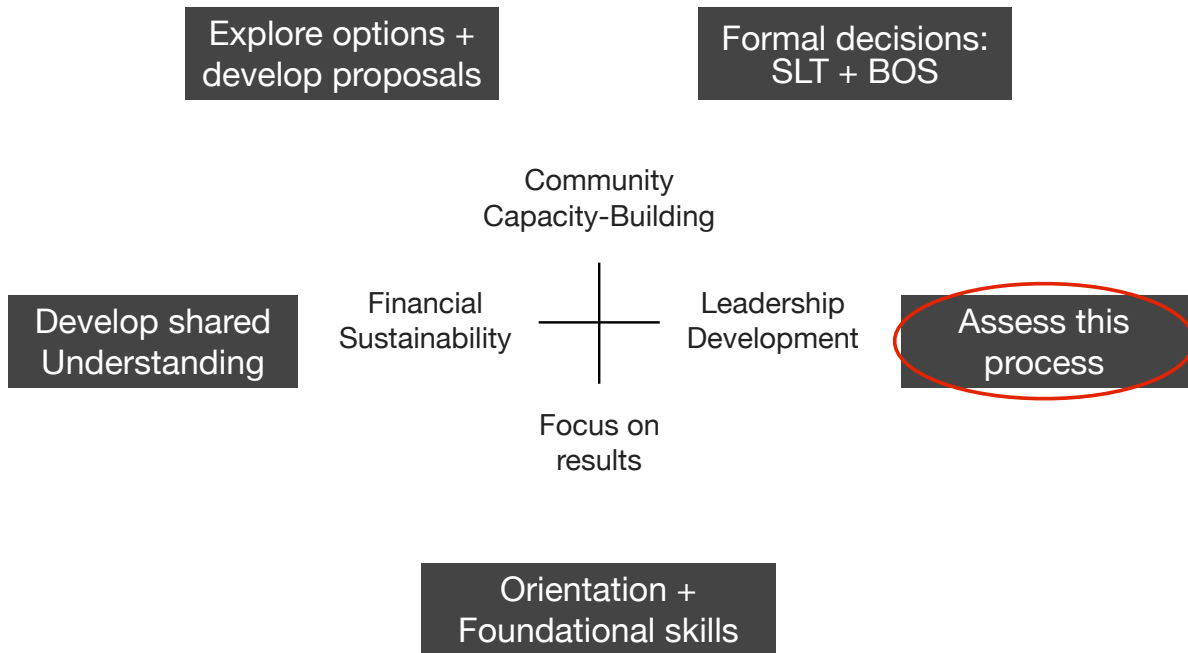 Explore options +
develop proposals
Formal decisions:
SLT + BOS
Community
Capacity-Building
Develop shared
Understanding
Financial
Sustainability
Leadership
Development
Assess this
process
Focus on
results
Orientation +
Foundational skills